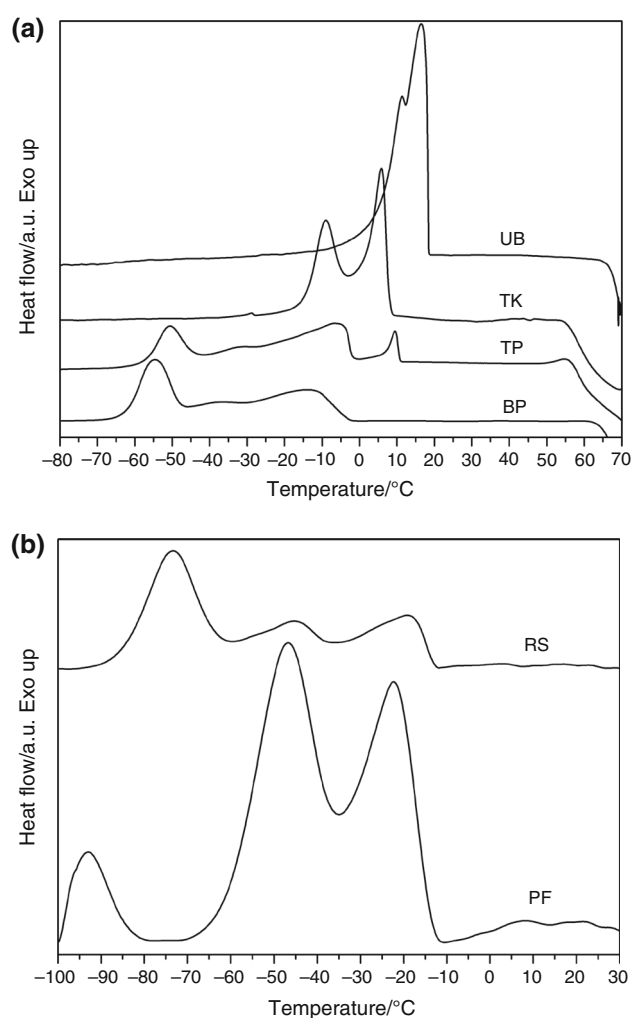 (a)
Heat flow/a.u. Exo up
UB
TK
TP
BP
–80 –70 –60 –50 –40 –30 –20 –10 0 10 20 30 40 50 60 70
Temperature/°C
(b)
Heat flow/a.u. Exo up
RS
PF
–100 –90 –80 –70 –60 –50 –40 –30 –20 –10 0 10 20 30
Temperature/°C